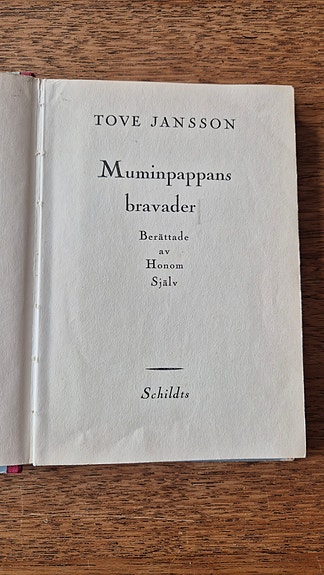 TOVE JANSSON
Muminpappans
bravader
Berättade
av
Honom
Själv
Schildts